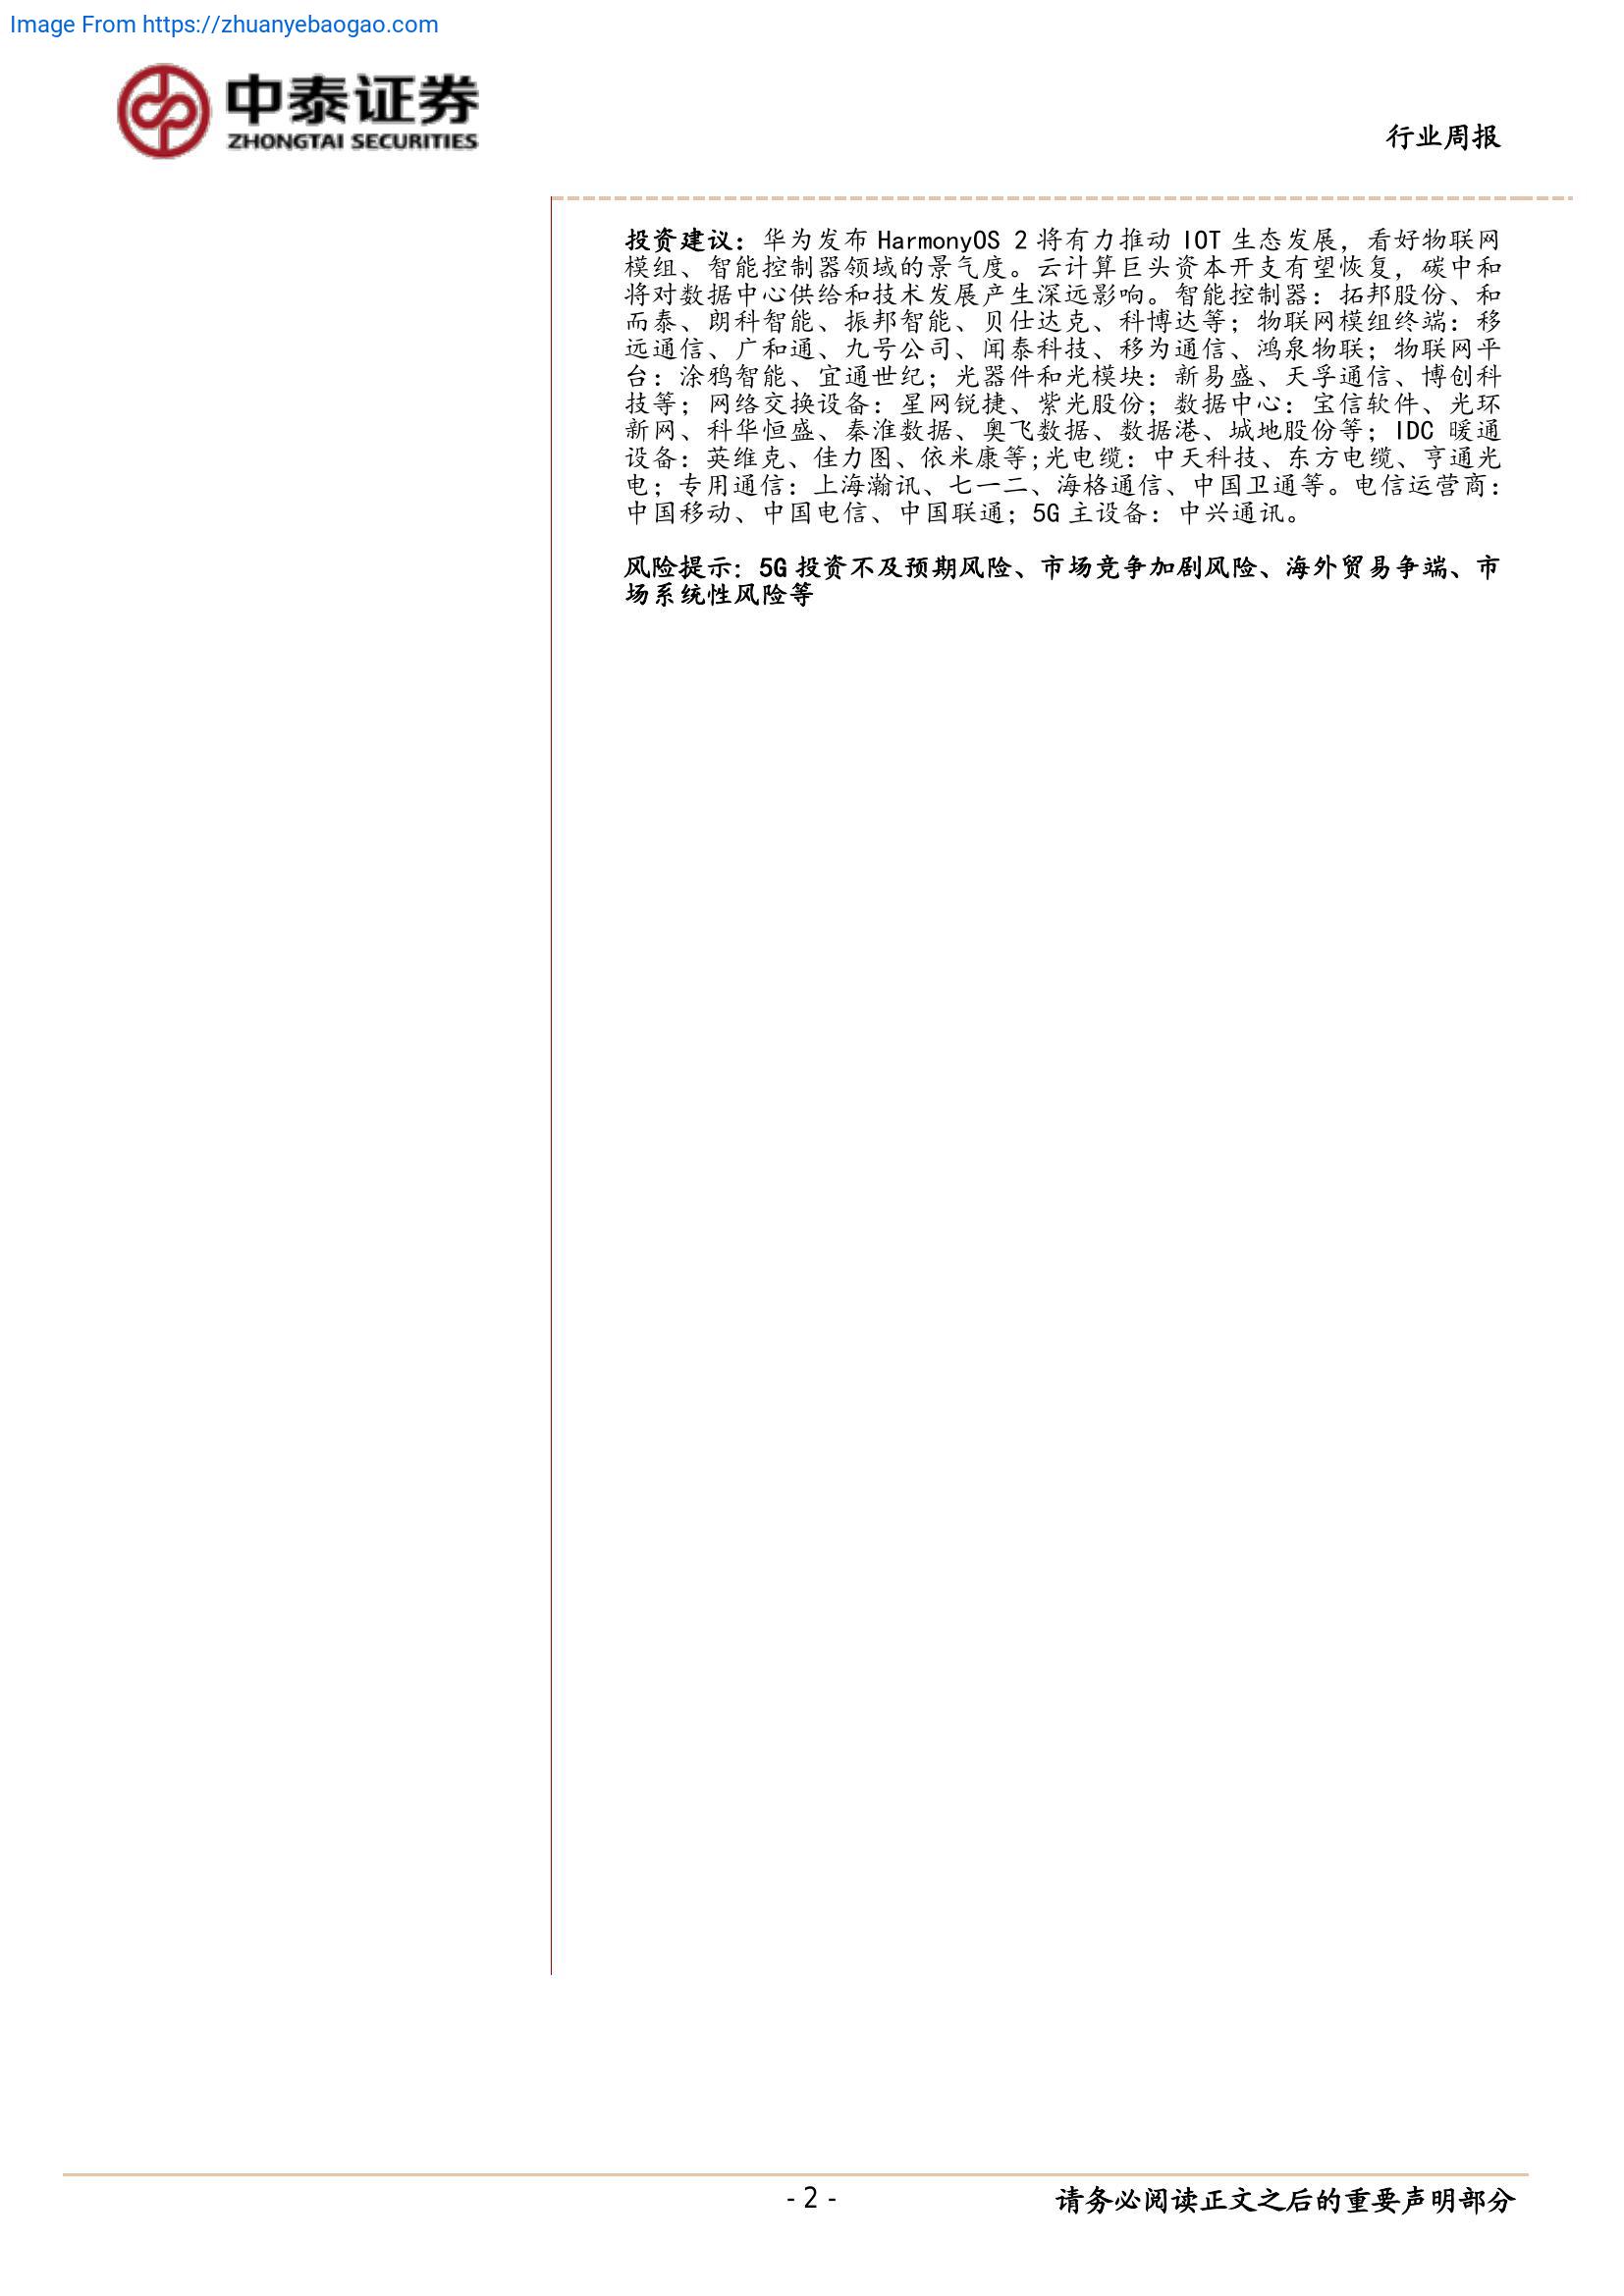 Image From https://zhuanyebaogao.com
中泰证券
ZHONGTAI SECURITIES
行业周报
投资建议：华为发布 HarmonyOS 2 将有力推动 IOT 生态发展，看好物联网
模组、智能控制器领域的景气度。云计算巨头资本开支有望恢复，碳中和
将对数据中心供给和技术发展产生深远影响。智能控制器：拓邦股份、和
而泰、朗科智能、振邦智能、贝仕达克、科博达等；物联网模组终端：移
远通信、广和通、九号公司、闻泰科技、移为通信、鸿泉物联；物联网平
台：涂鸦智能、宜通世纪；光器件和光模块：新易盛、天孚通信、博创科
技等；网络交换设备：星网锐捷、紫光股份；数据中心：宝信软件、光环
新网、科华恒盛、秦淮数据、奥飞数据、数据港、城地股份等；IDC 暖通
设备：英维克、佳力图、依米康等;光电缆：中天科技、东方电缆、亨通光
电；专用通信：上海瀚讯、七一二、海格通信、中国卫通等。电信运营商：
中国移动、中国电信、中国联通；5G 主设备：中兴通讯。
风险提示：5G 投资不及预期风险、市场竞争加剧风险、海外贸易争端、市
场系统性风险等
- 2 -
请务必阅读正文之后的重要声明部分